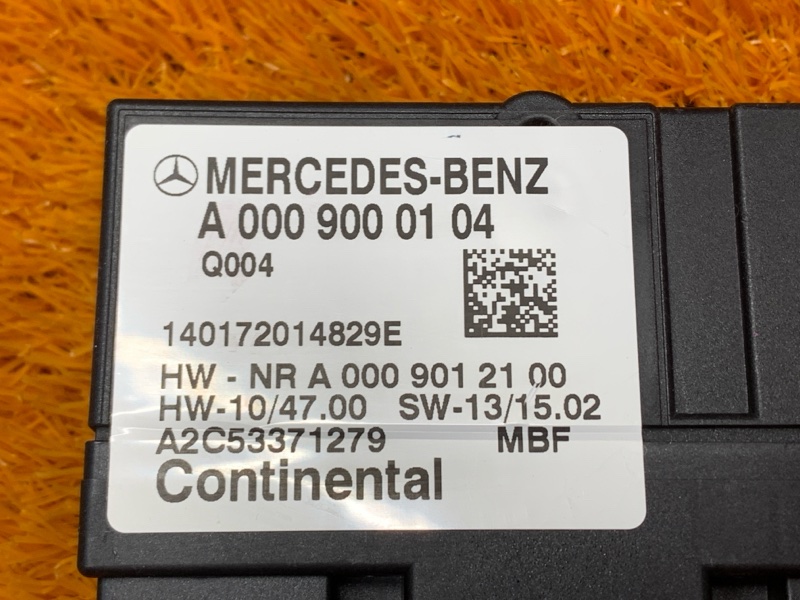 MERCEDES-BENZ
A 000 900 01 04
Q004
140172014829E
HW - NR A 000 901 21 00
HW-10/47.00 SW-13/15.02
A2C53371279 MBF
Continental